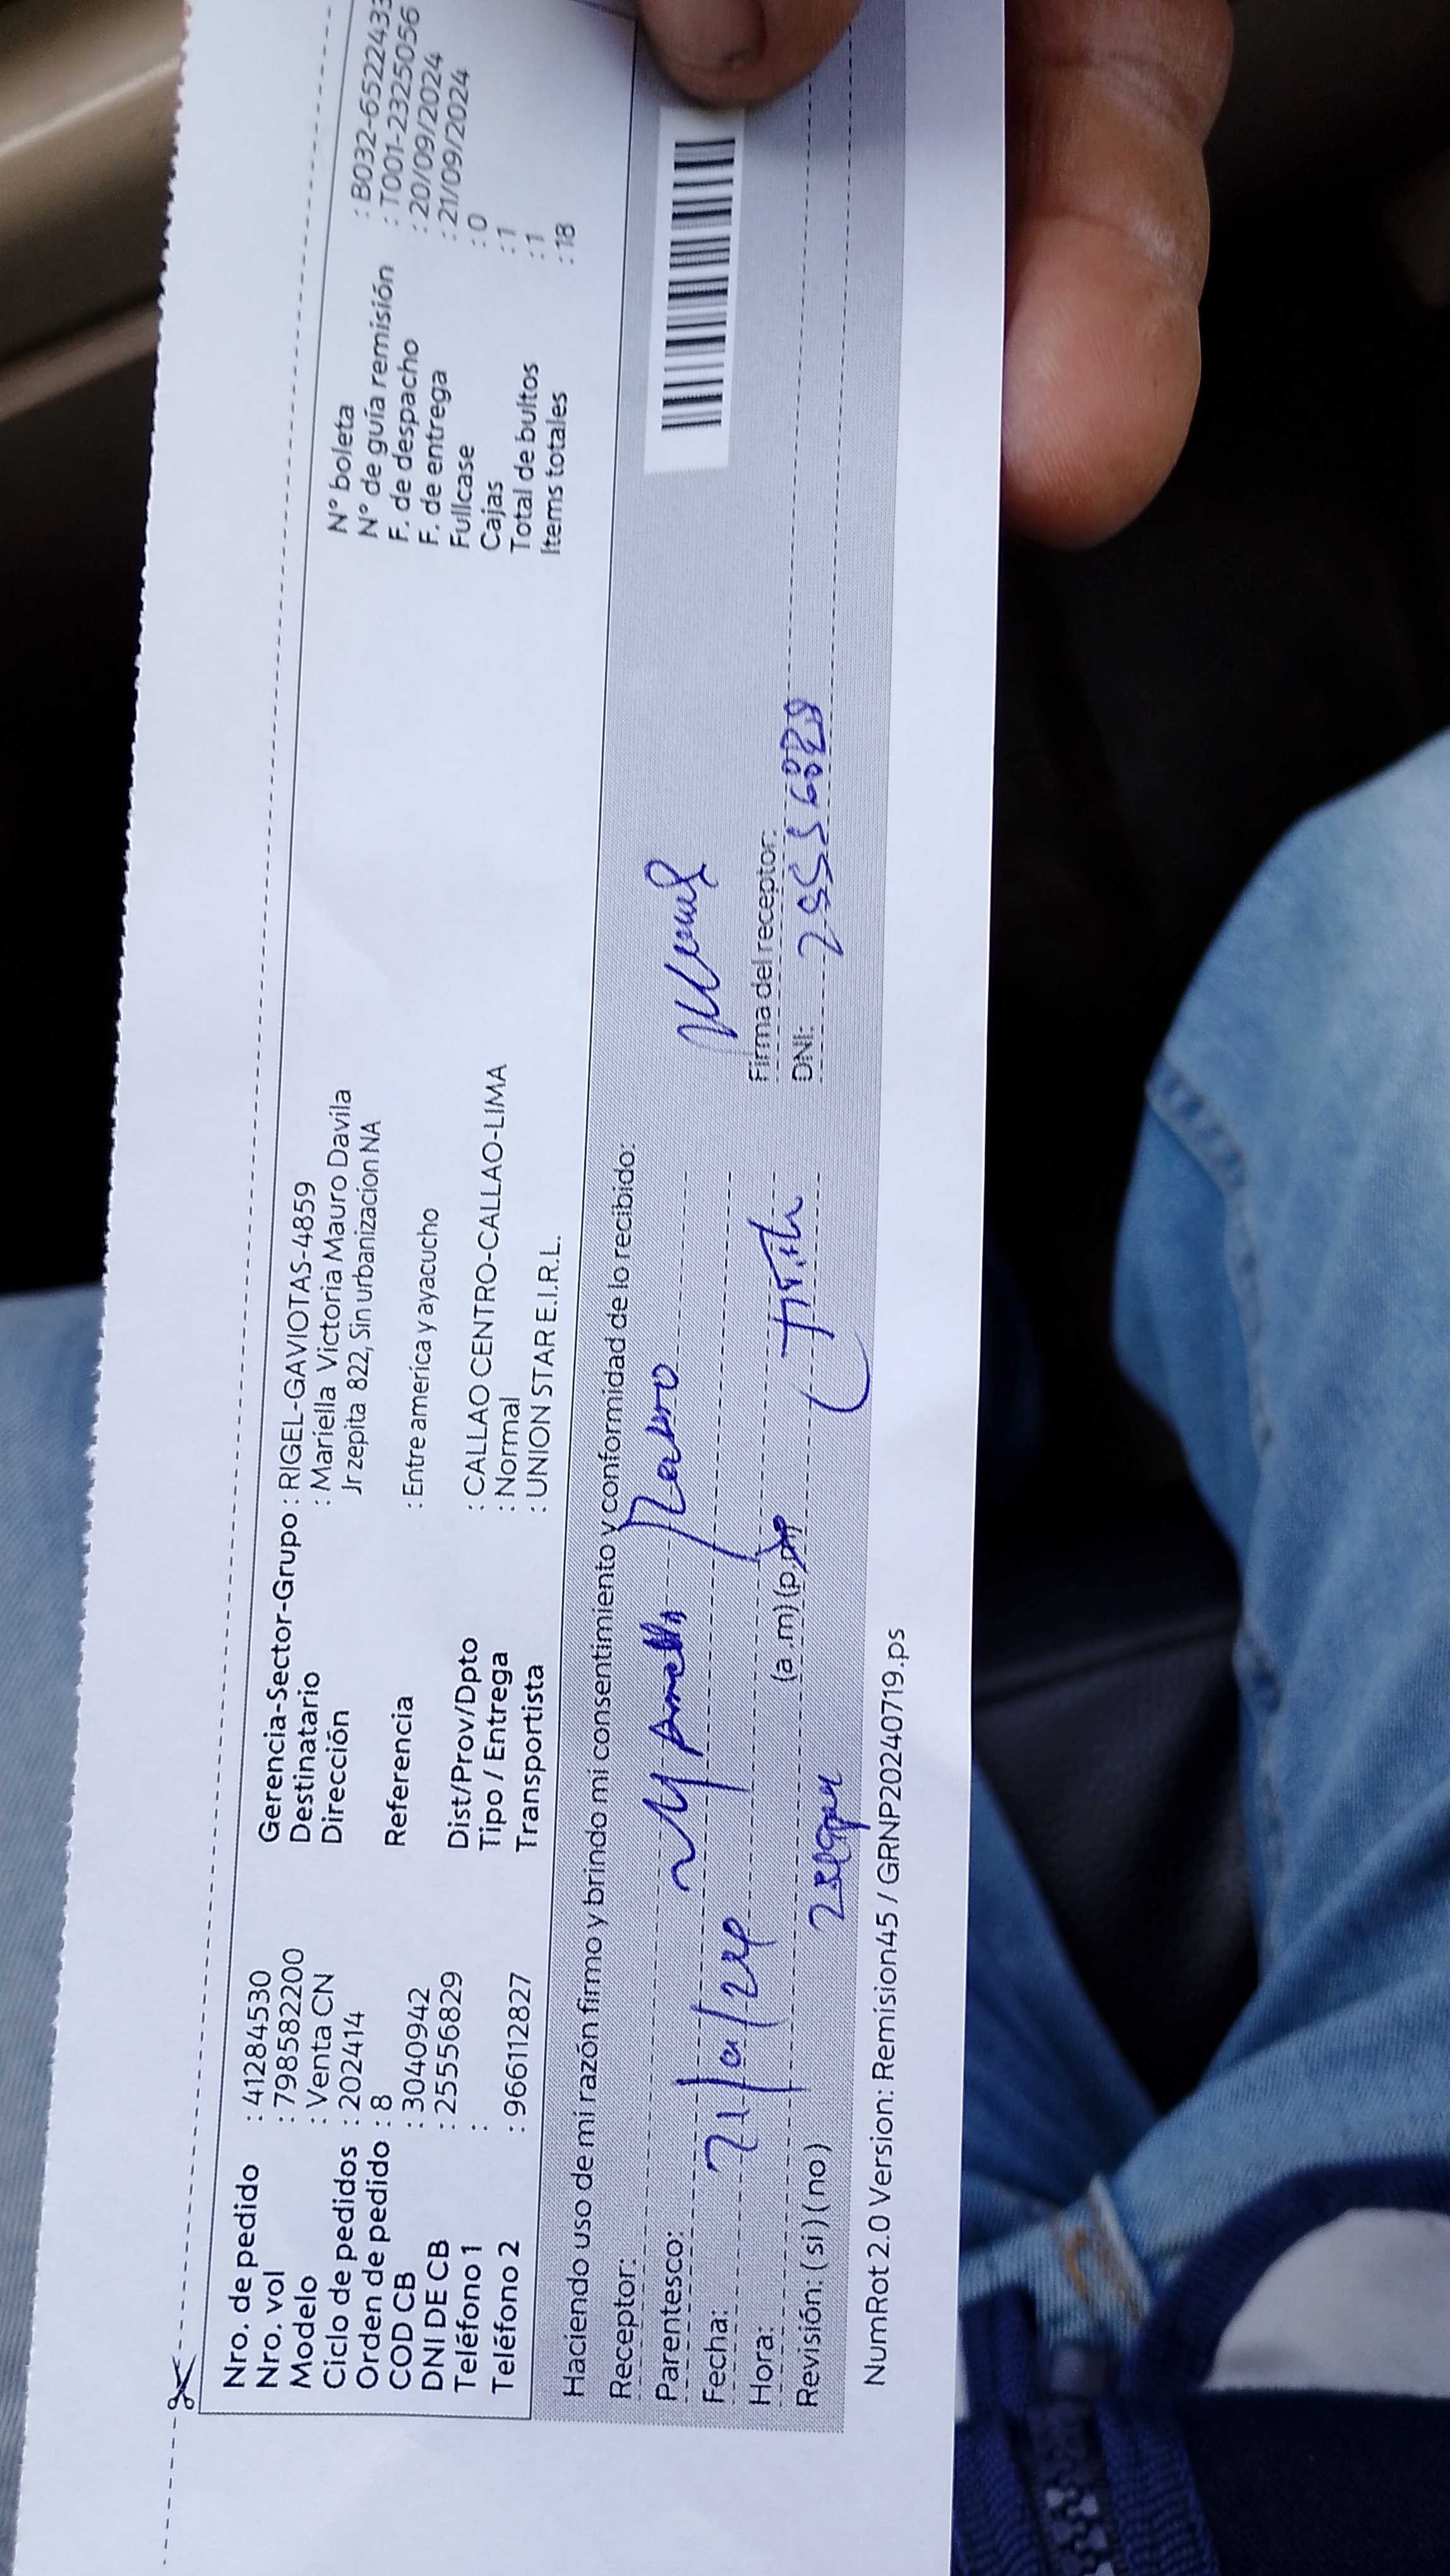 Nro. de pedido : 41284530
Nro. vol : 798582200
Modelo : Venta CN
Ciclo de pedidos : 202414
Orden de pedido : 8
COD CB : 3040942
DNI DE CB : 25556829
Teléfono 1 :
Teléfono 2 : 966112827
Gerencia-Sector-Grupo : RIGEL-GAVIOTAS-4859
Destinatario : Mariella Victoria Mauro Davila
Dirección Jr zepita 822, Sin urbanizacion NA
Referencia : Entre america y ayacucho
Dist/Prov/Dpto : CALLAO CENTRO-CALLAO-LIMA
Tipo / Entrega : Normal
Transportista : UNION STAR E.I.R.L.
N° boleta : B032-6522433
N° de guía remisión : T001-2325056
F. de despacho : 20/09/2024
F. de entrega : 21/09/2024
Fullcase : 0
Cajas : 1
Total de bultos : 1
Items totales : 18
Haciendo uso de mi razón firmo y brindo mi consentimiento y conformidad de lo recibido:
Receptor: Mauro
Parentesco:
Fecha:
Hora: (a.m) (p.m)
Revisión: ( si ) ( no )
Firma del receptor:
DNI: 25556829
NumRot 2.0 Version: Remision45 / GRNP20240719.ps